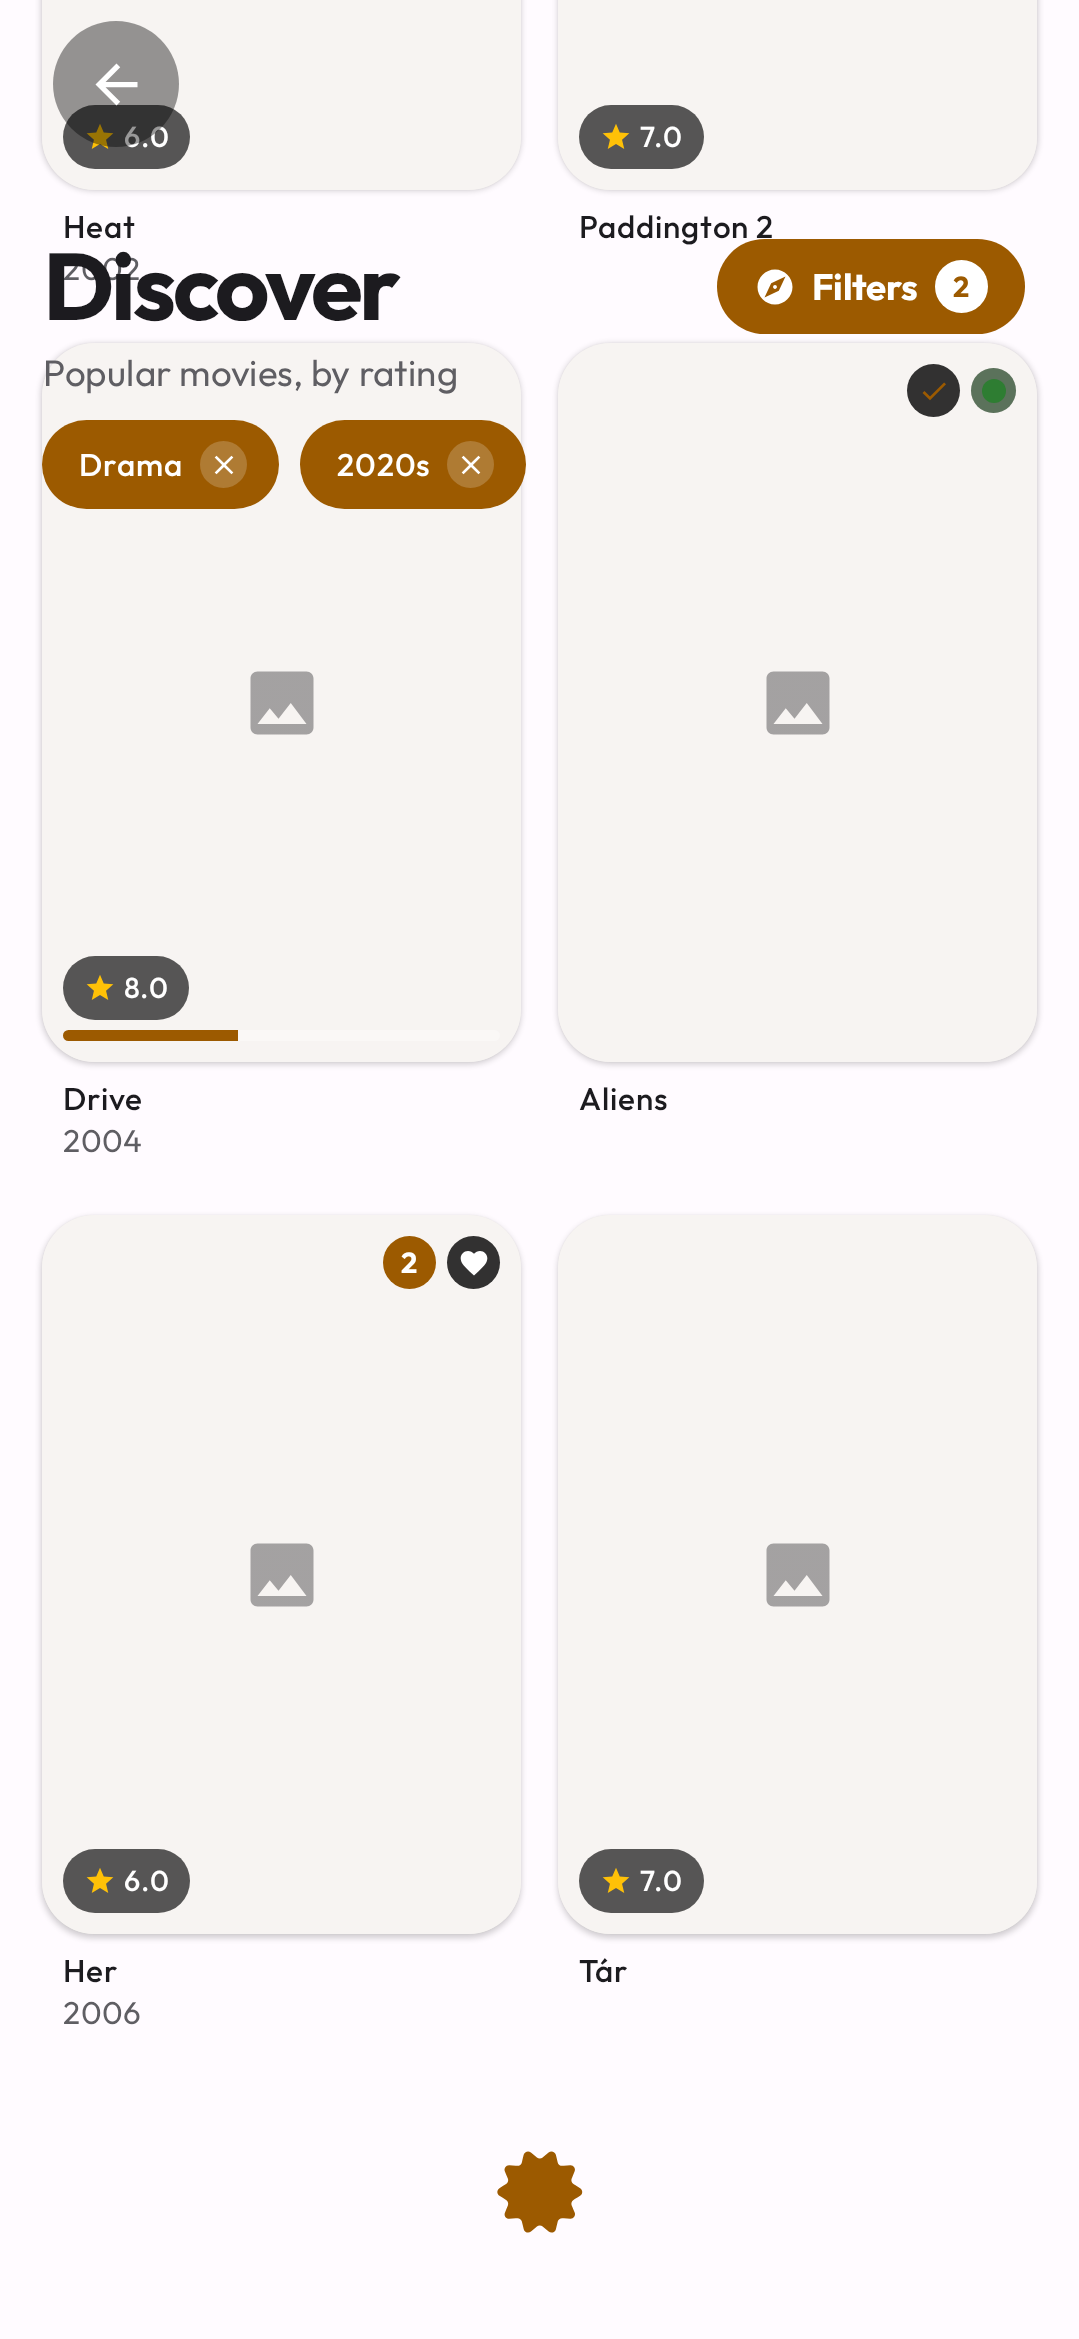 6.0
7.0
Heat
Paddington 2
2002
Discover
Filters 2
Popular movies, by rating
Drama
2020s
8.0
Drive
2004
Aliens
2
6.0
7.0
Her
2006
Tár